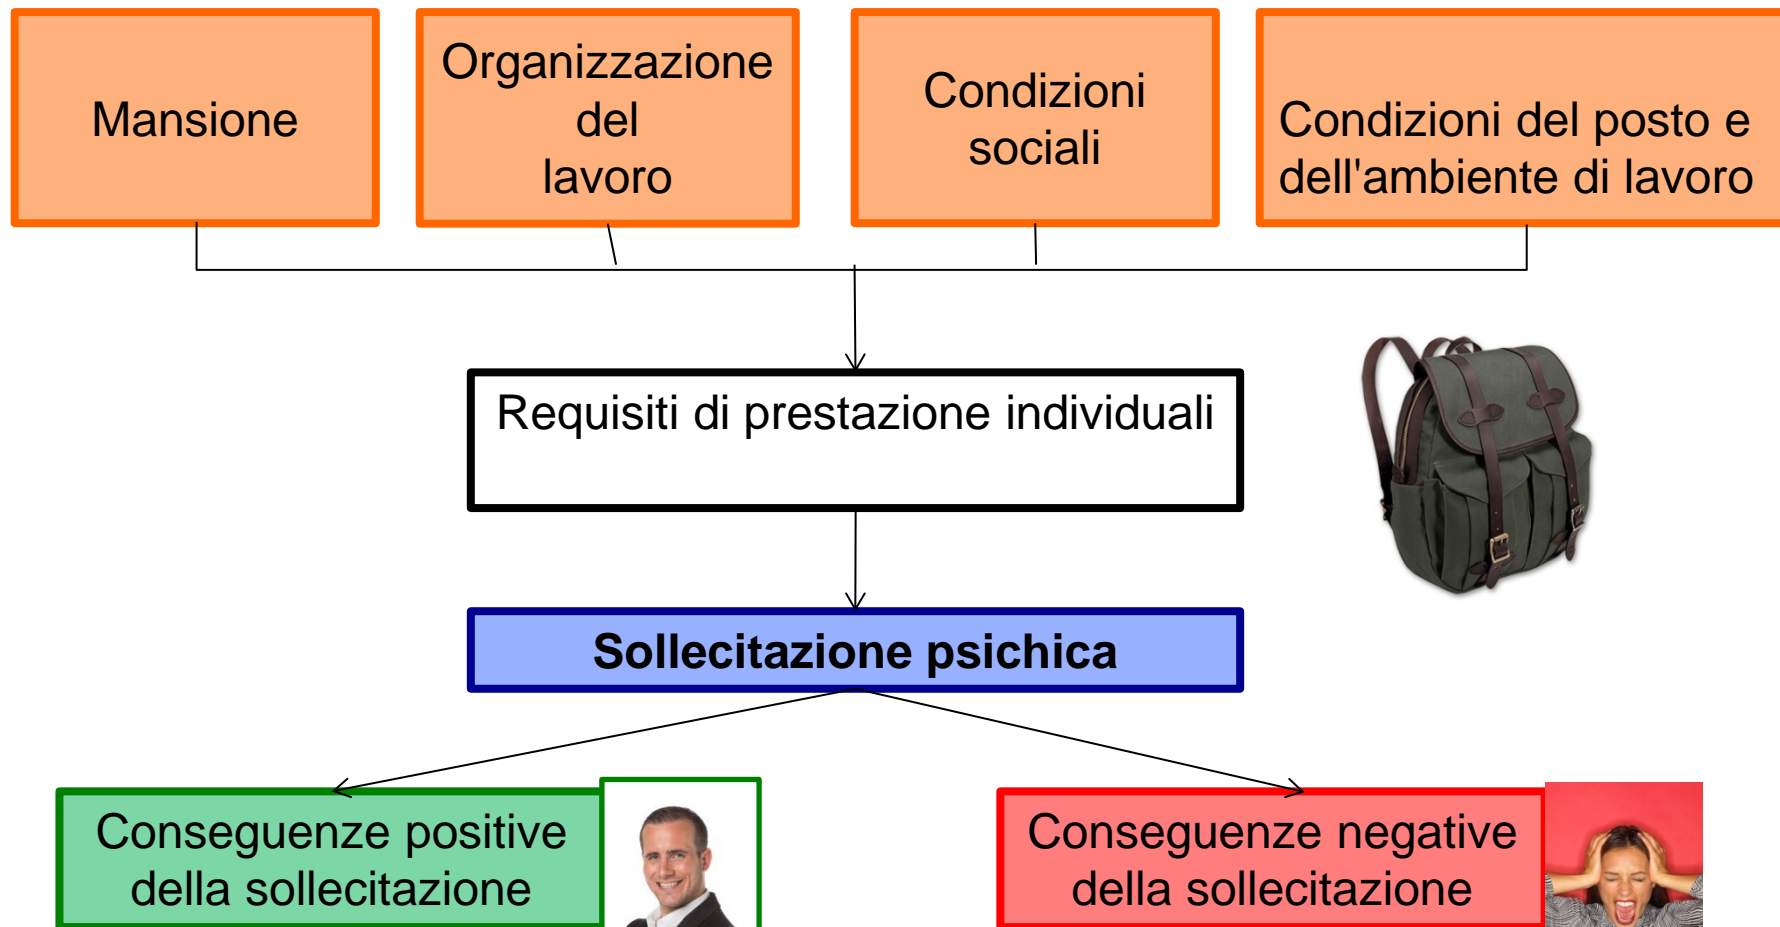 Mansione
Organizzazione
del
lavoro
Condizioni
sociali
Condizioni del posto e
dell'ambiente di lavoro
Requisiti di prestazione individuali
Sollecitazione psichica
Conseguenze positive
della sollecitazione
Conseguenze negative
della sollecitazione